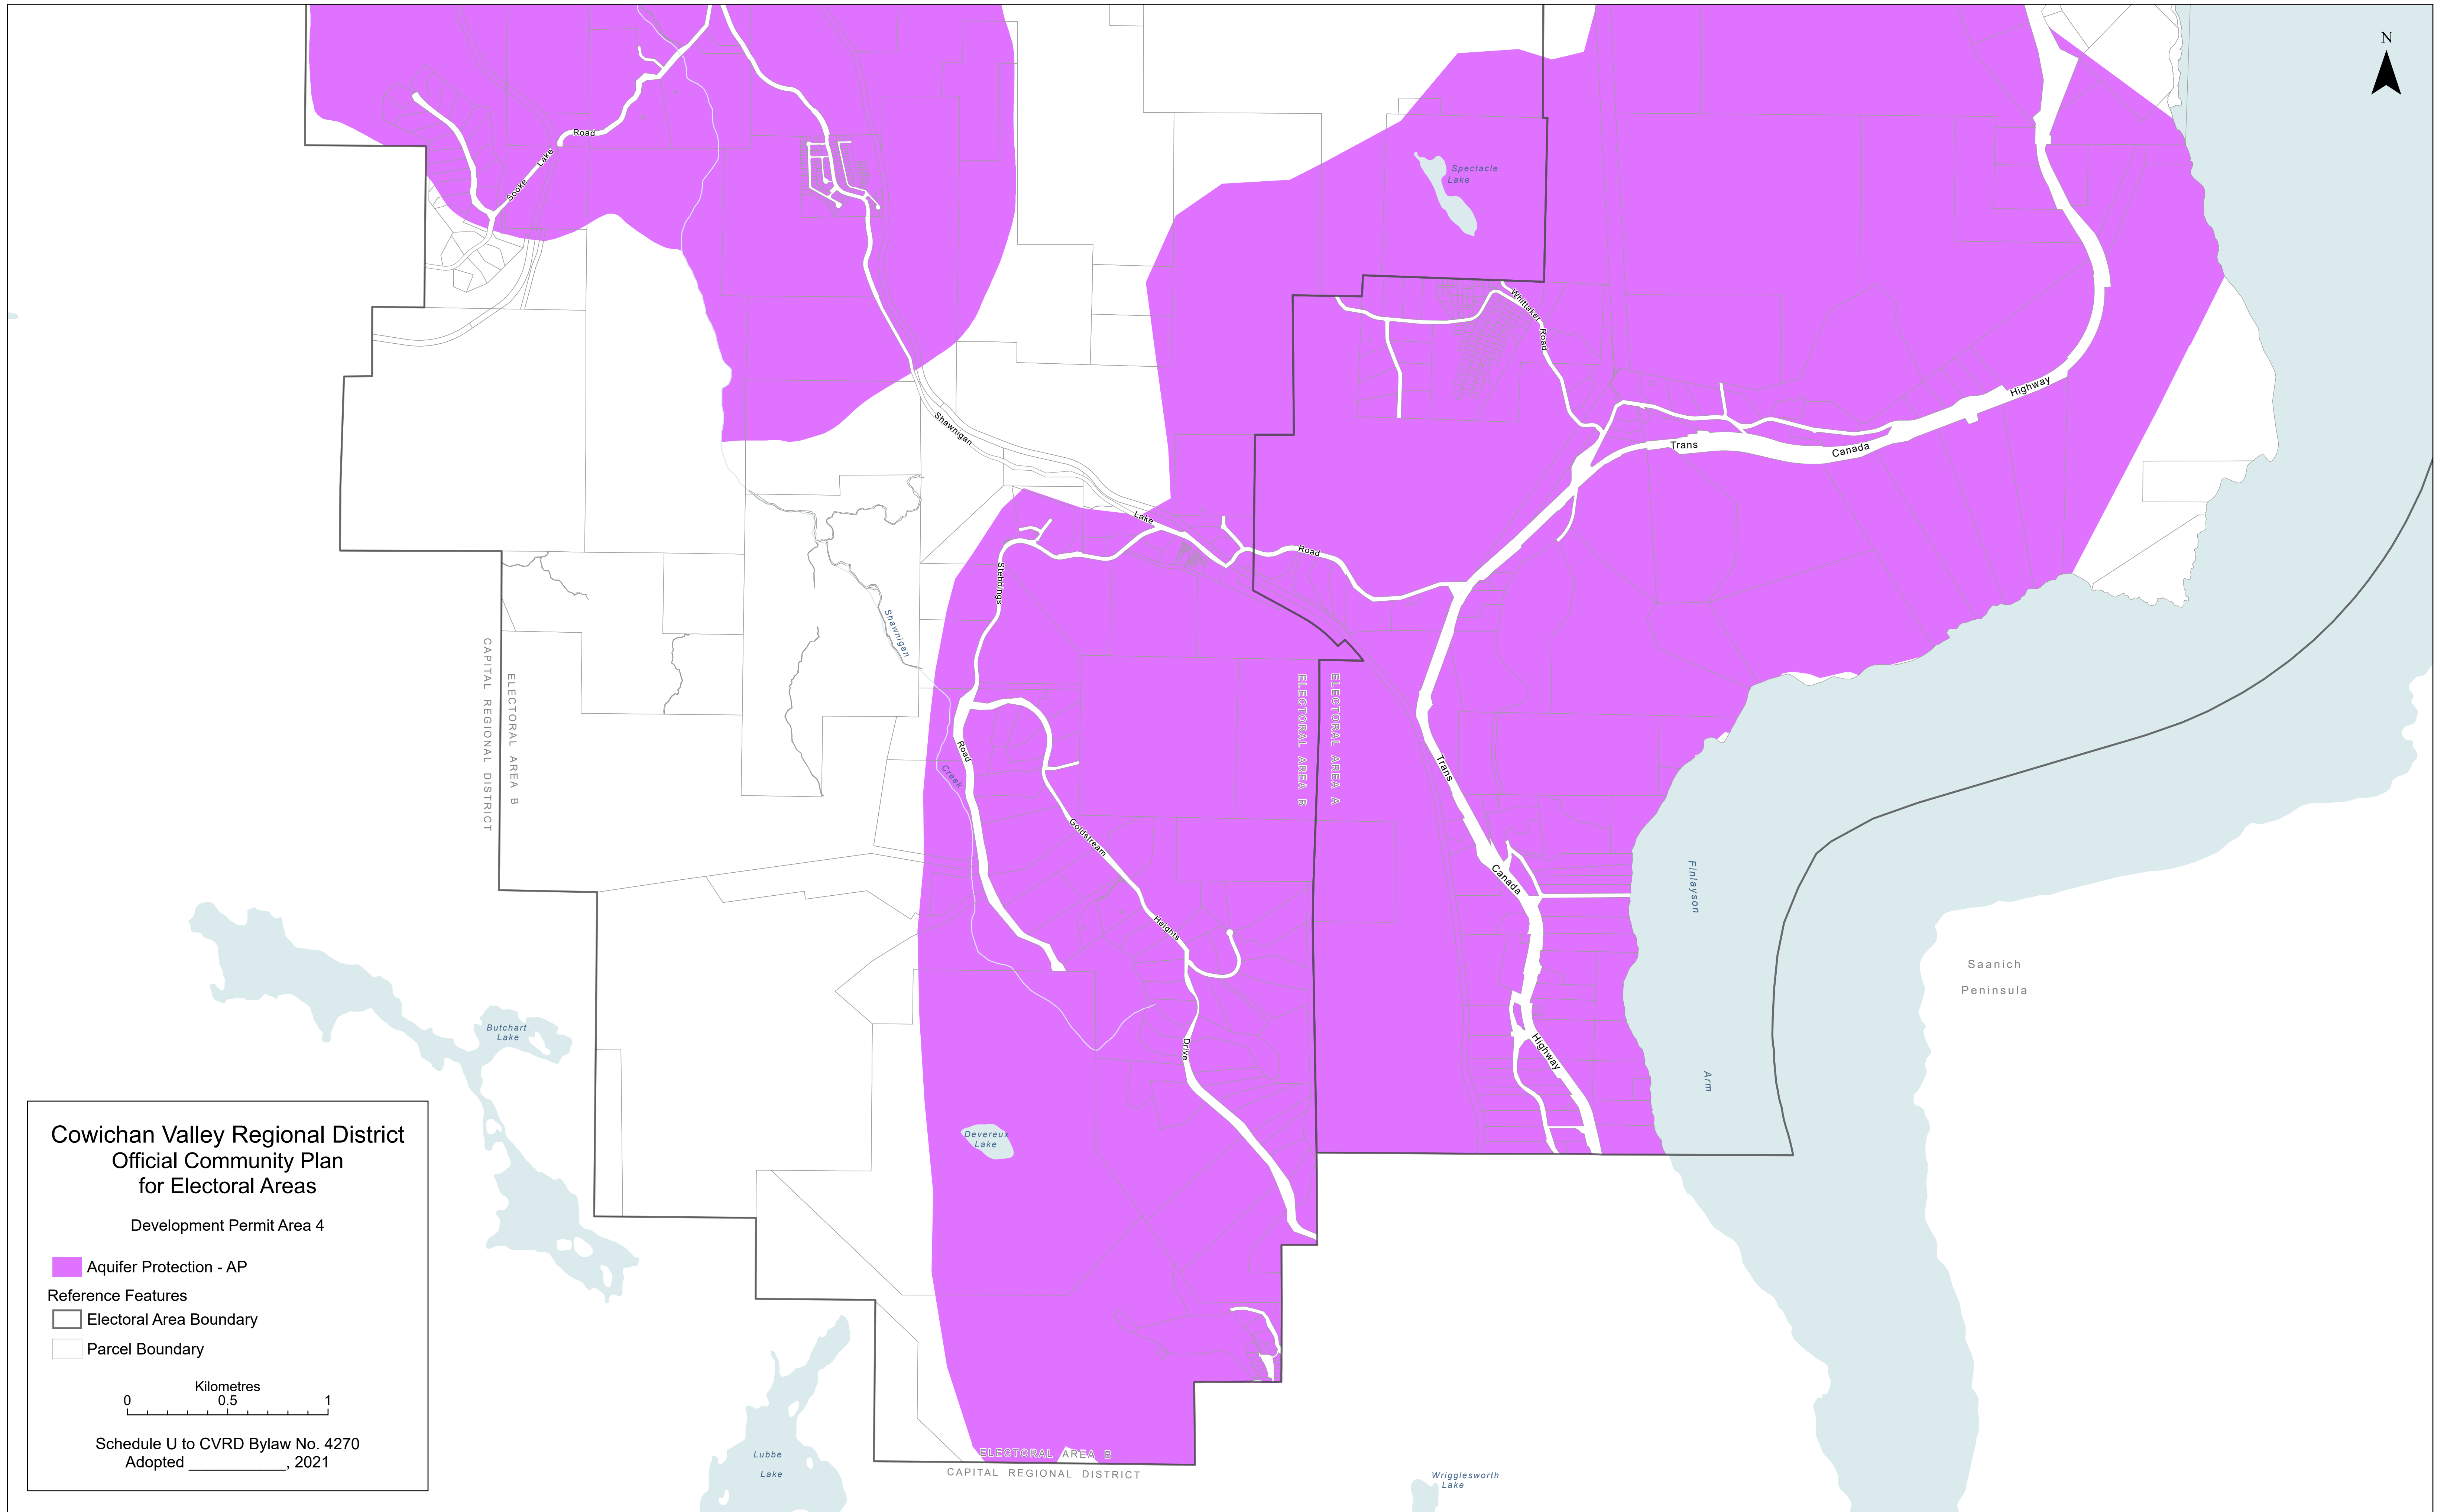 N
Road
Lake
Sooke
Spectacle
Lake
Whittaker
Road
Highway
Canada
Trans
Shawnigan
Lake
Road
Stebbings
Shawnigan
Creek
Road
CAPITAL REGIONAL DISTRICT
ELECTORAL AREA B
ELECTORAL AREA B
ELECTORAL AREA A
Trans
Canada
Highway
Goldstream
Heights
Drive
Finlayson
Arm
Saanich
Peninsula
Butchart
Lake
Devereux
Lake
Lubbe
Lake
Wrigglesworth
Lake
ELECTORAL AREA B
CAPITAL REGIONAL DISTRICT
Cowichan Valley Regional District
Official Community Plan
for Electoral Areas
Development Permit Area 4
Aquifer Protection - AP
Reference Features
Electoral Area Boundary
Parcel Boundary
Kilometres
0 0.5 1
Schedule U to CVRD Bylaw No. 4270
Adopted ____________, 2021